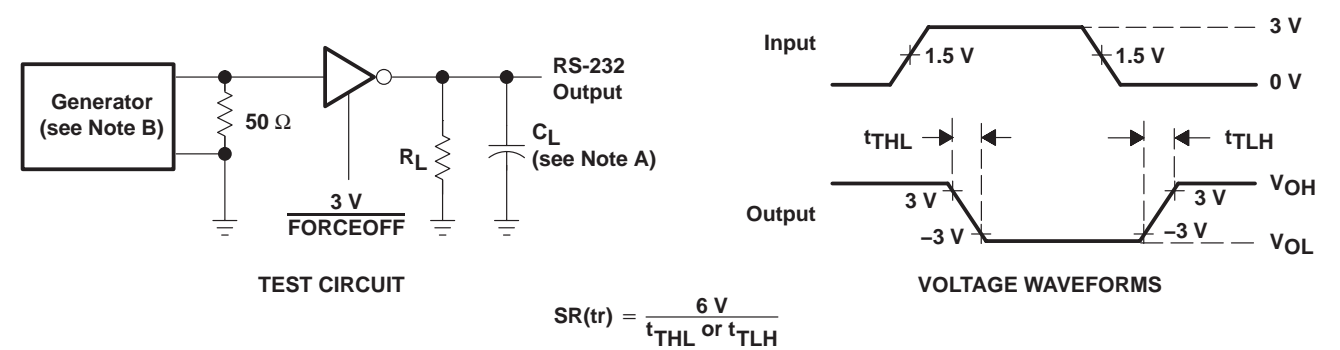 Generator
(see Note B)
50 Ω
3 V
FORCEOFF
RL
CL
(see Note A)
RS-232
Output
TEST CIRCUIT
Input
1.5 V
1.5 V
3 V
0 V
tTHL
tTLH
Output
3 V
–3 V
3 V
–3 V
VOH
VOL
VOLTAGE WAVEFORMS
SR(tr) = 6 V
tTHL or tTLH